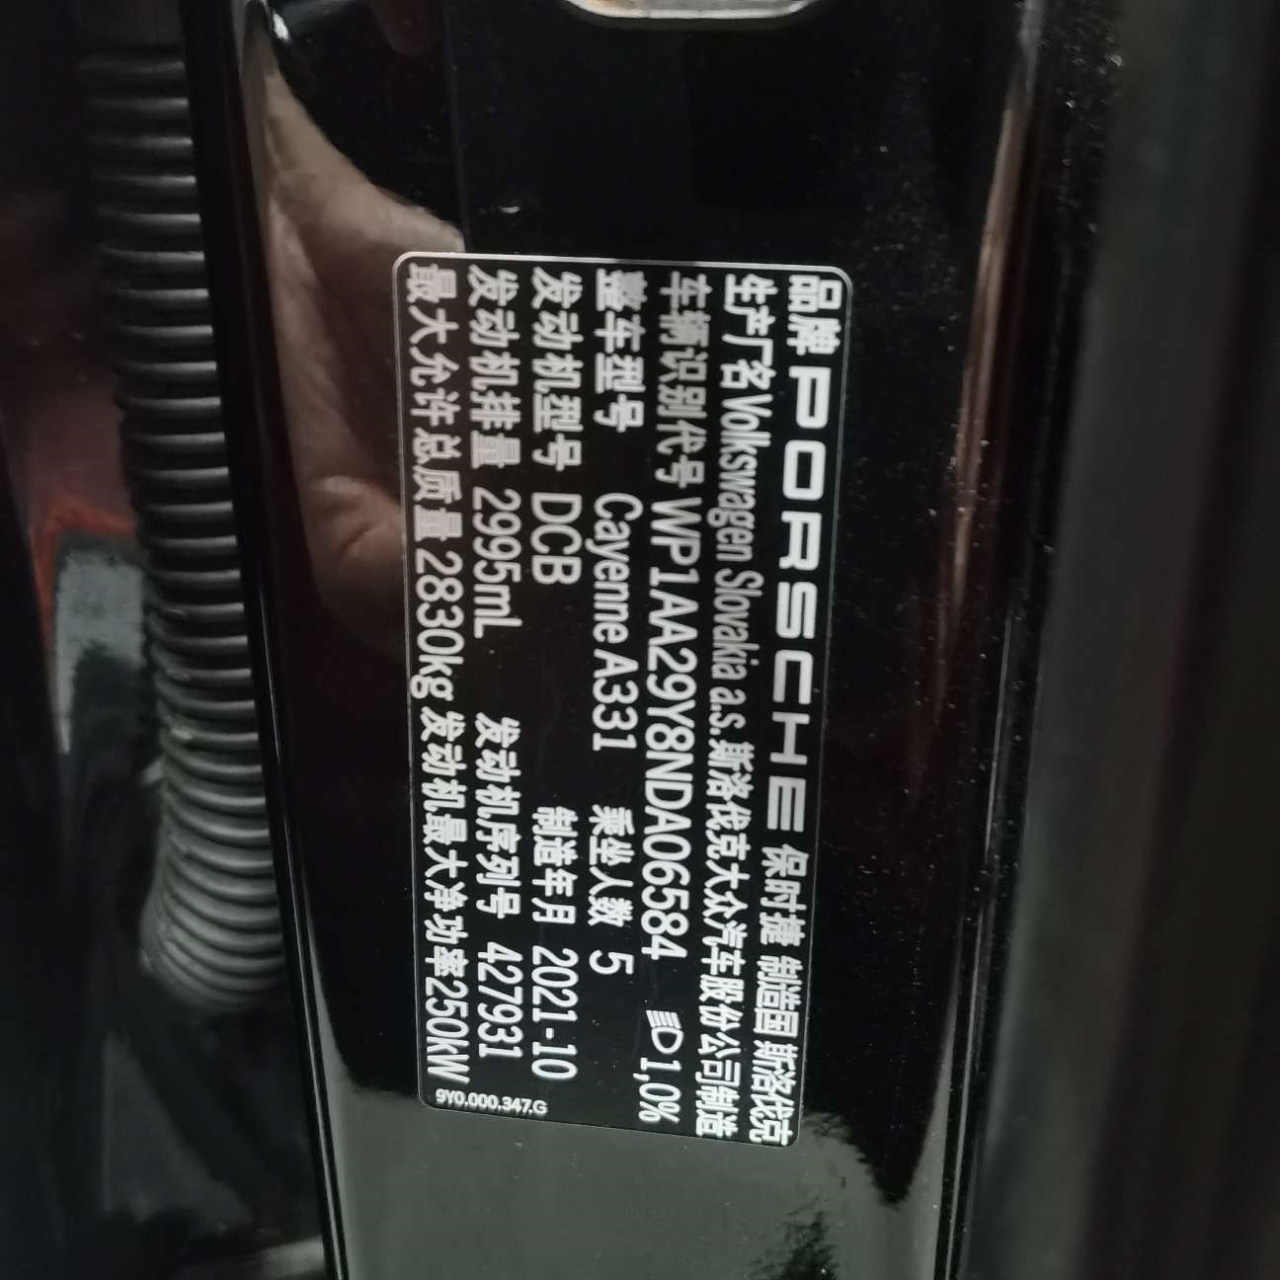 品牌 PORSCHE 保时捷 制造国 斯洛伐克
生产厂名 Volkswagen Slovakia a.s. 斯洛伐克大众汽车股份公司制造
车辆识别代号 WP1AA29Y8NDA06584 1,0%
整车型号 Cayenne A331 乘坐人数 5
发动机型号 DCB 制造年月 2021-10
发动机排量 2995mL 发动机序列号 427931
最大允许总质量 2830kg 发动机最大净功率 250kW
9Y0.000.347.G